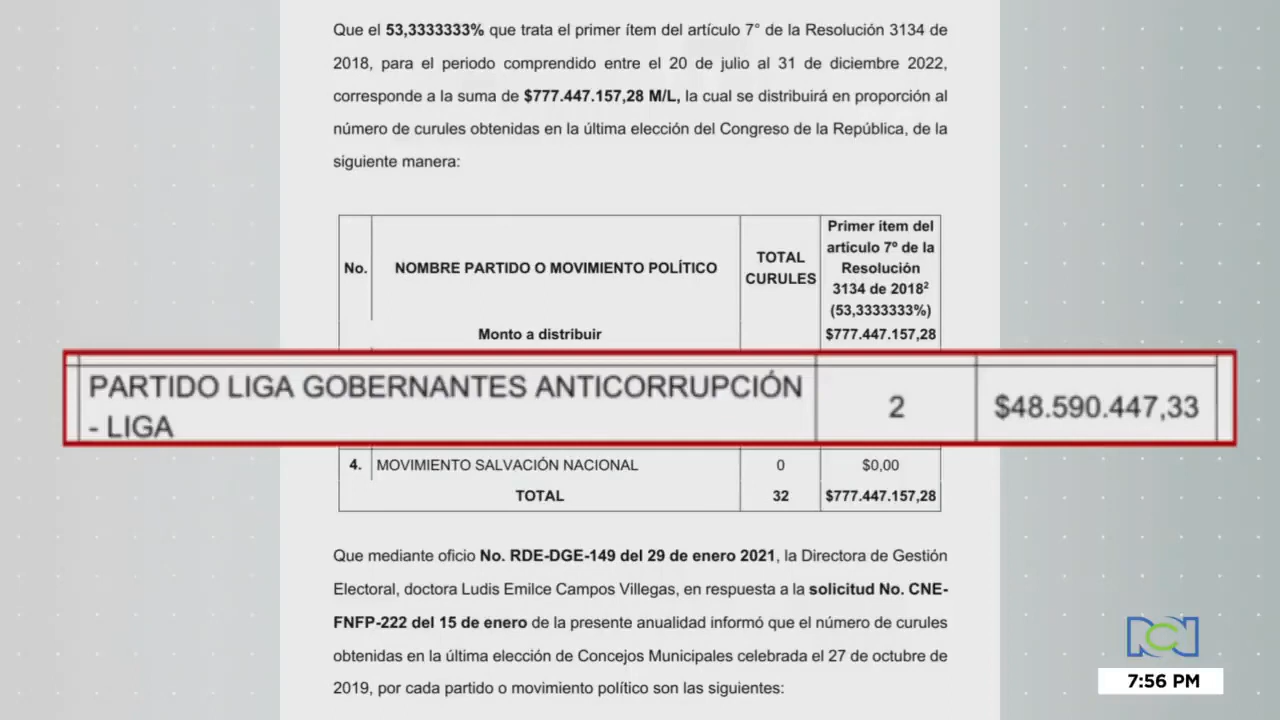 Que el 53,3333333% que trata el primer ítem del artículo 7° de la Resolución 3134 de
2018, para el periodo comprendido entre el 20 de julio al 31 de diciembre 2022,
corresponde a la suma de $777.447.157,28 M/L, la cual se distribuirá en proporción al
número de curules obtenidas en la última elección del Congreso de la República, de la
siguiente manera:
No. NOMBRE PARTIDO O MOVIMIENTO POLÍTICO TOTAL CURULES Primer ítem del
articulo 7º de la
Resolución
3134 de 2018²
(53,3333333%)
Monto a distribuir $777.447.157,28
PARTIDO LIGA GOBERNANTES ANTICORRUPCIÓN 2 $48.590.447,33
- LIGA
4. MOVIMIENTO SALVACIÓN NACIONAL 0 $0,00
TOTAL 32 $777.447.157,28
Que mediante oficio No. RDE-DGE-149 del 29 de enero 2021, la Directora de Gestión
Electoral, doctora Ludis Emilce Campos Villegas, en respuesta a la solicitud No. CNE-
FNFP-222 del 15 de enero de la presente anualidad informó que el número de curules
obtenidas en la última elección de Concejos Municipales celebrada el 27 de octubre de
2019, por cada partido o movimiento político son las siguientes:
RCN
7:56 PM